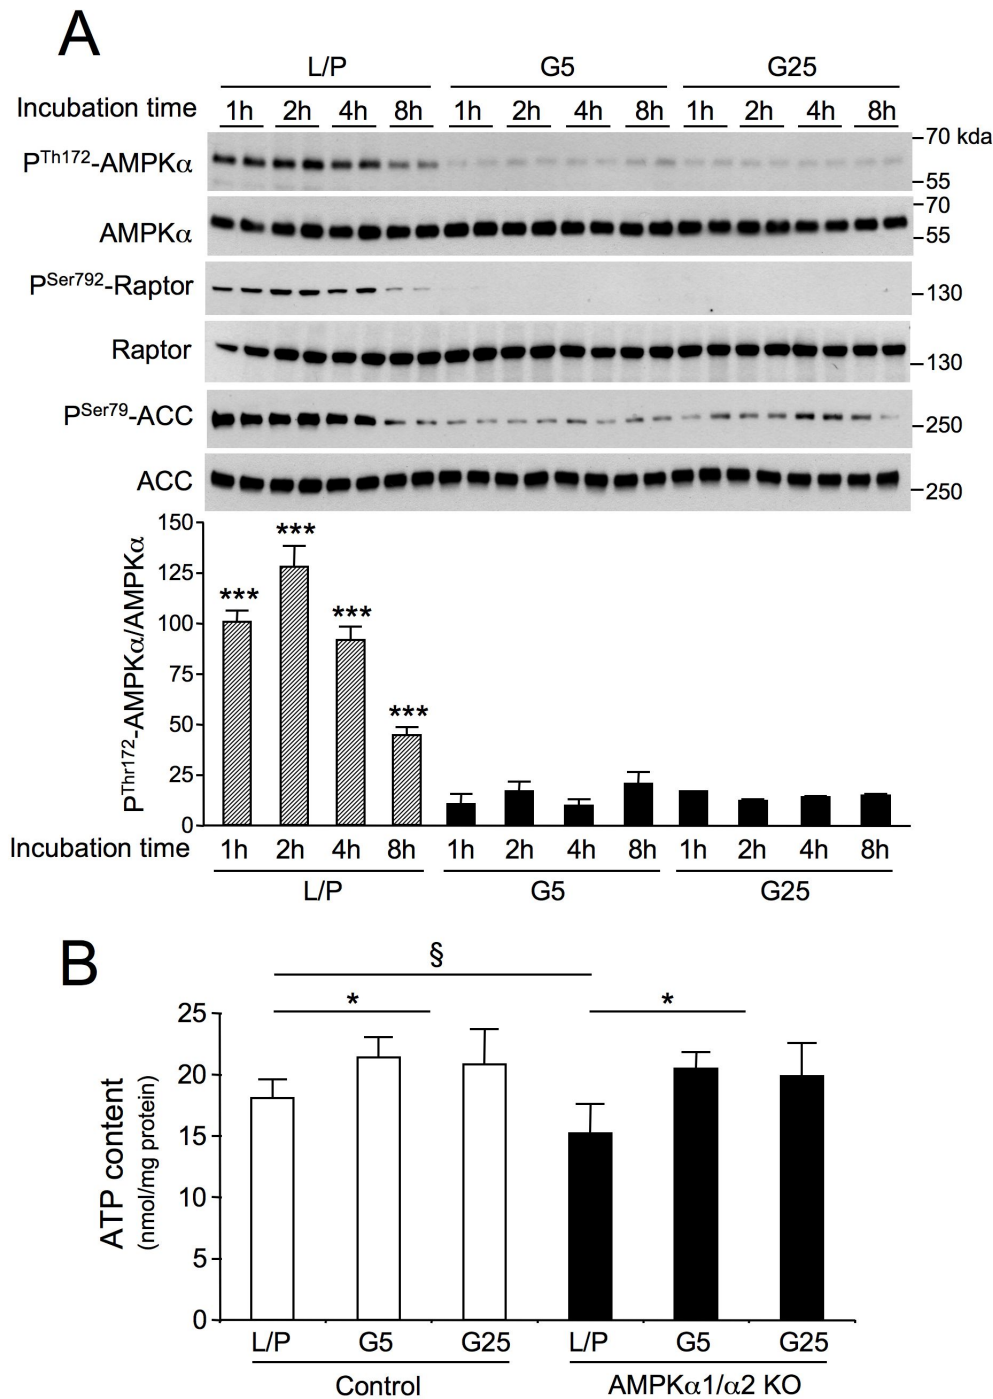 A
L/P G5 G25
Incubation time 1h 2h 4h 8h 1h 2h 4h 8h 1h 2h 4h 8h
PTh172-AMPKα 70 kda
55
AMPKα 70
55
PSer792-Raptor 130
Raptor 130
PSer79-ACC 250
ACC 250
PThr172-AMPKα/AMPKα
150
125
100
75
50
25
0
*** *** *** ***
Incubation time 1h 2h 4h 8h 1h 2h 4h 8h 1h 2h 4h 8h
L/P G5 G25
B
§
* *
ATP content
(nmol/mg protein)
25
20
15
10
5
0
L/P G5 G25 L/P G5 G25
Control AMPKα1/α2 KO